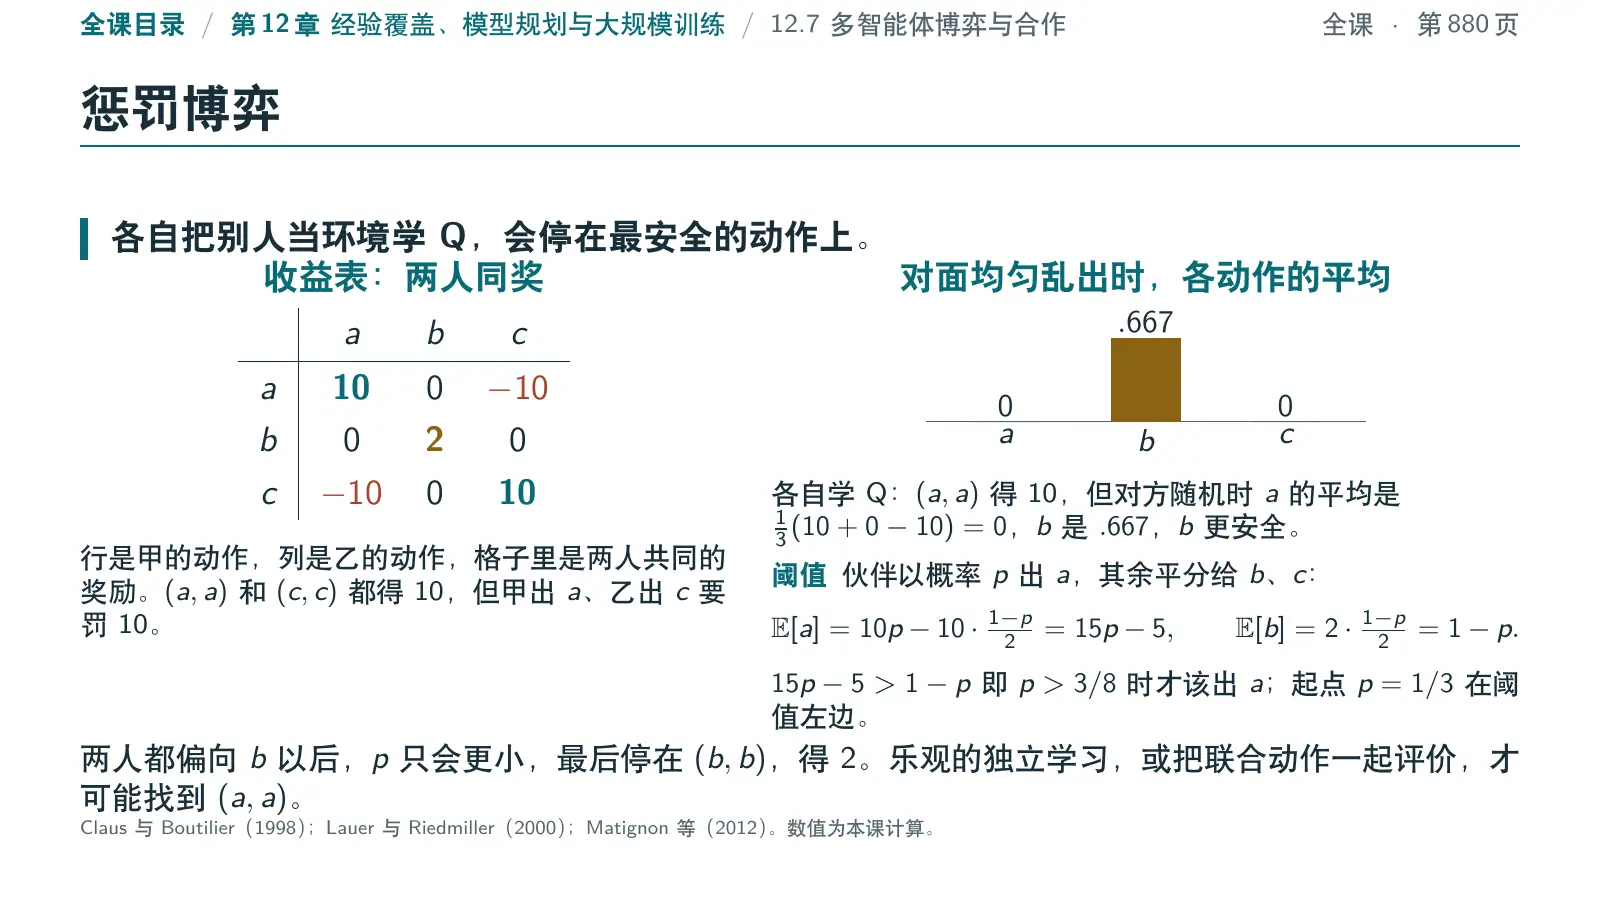 全课目录 / 第 12 章 经验覆盖、模型规划与大规模训练 / 12.7 多智能体博弈与合作 全课 · 第 880 页
惩罚博弈
各自把别人当环境学 Q，会停在最安全的动作上。
收益表：两人同奖
a b c
a 10 0 −10
b 0 2 0
c −10 0 10
行是甲的动作，列是乙的动作，格子里是两人共同的
奖励。(a, a) 和 (c, c) 都得 10，但甲出 a、乙出 c 要
罚 10。
对面均匀乱出时，各动作的平均
.667
0 0
a b c
各自学 Q：(a, a) 得 10，但对方随机时 a 的平均是
1/3(10 + 0 − 10) = 0，b 是 .667，b 更安全。
阈值 伙伴以概率 p 出 a，其余平分给 b、c：
𝔼[a] = 10p − 10 · (1−p)/2 = 15p − 5, 𝔼[b] = 2 · (1−p)/2 = 1 − p.
15p − 5 > 1 − p 即 p > 3/8 时才该出 a；起点 p = 1/3 在阈
值左边。
两人都偏向 b 以后，p 只会更小，最后停在 (b, b)，得 2。乐观的独立学习，或把联合动作一起评价，才
可能找到 (a, a)。
Claus 与 Boutilier（1998）；Lauer 与 Riedmiller（2000）；Matignon 等（2012）。数值为本课计算。